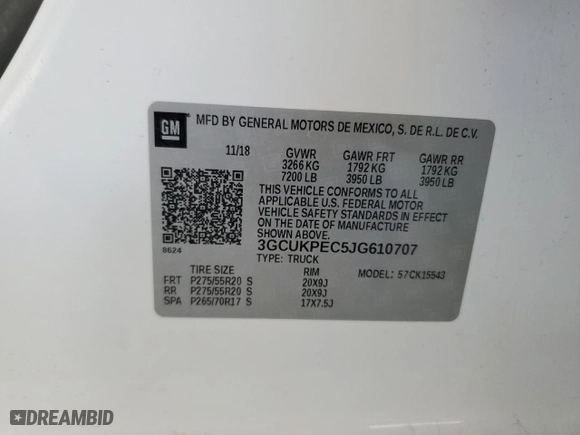 GM
MFD BY GENERAL MOTORS DE MEXICO, S. DE R.L. DE C.V.
11/18 GVWR GAWR FRT GAWR RR
3266 KG 1792 KG 1792 KG
7200 LB 3950 LB 3950 LB
THIS VEHICLE CONFORMS TO ALL
APPLICABLE U.S. FEDERAL MOTOR
VEHICLE SAFETY STANDARDS IN EFFECT
ON THE DATE OF MANUFACTURE
SHOWN ABOVE.
8624 3GCUKPEC5JG610707
TYPE: TRUCK MODEL: 57CK15543
TIRE SIZE RIM
FRT P275/55R20 S 20X9J
RR P275/55R20 S 20X9J
SPA P265/70R17 S 17X7.5J
DREAMBID